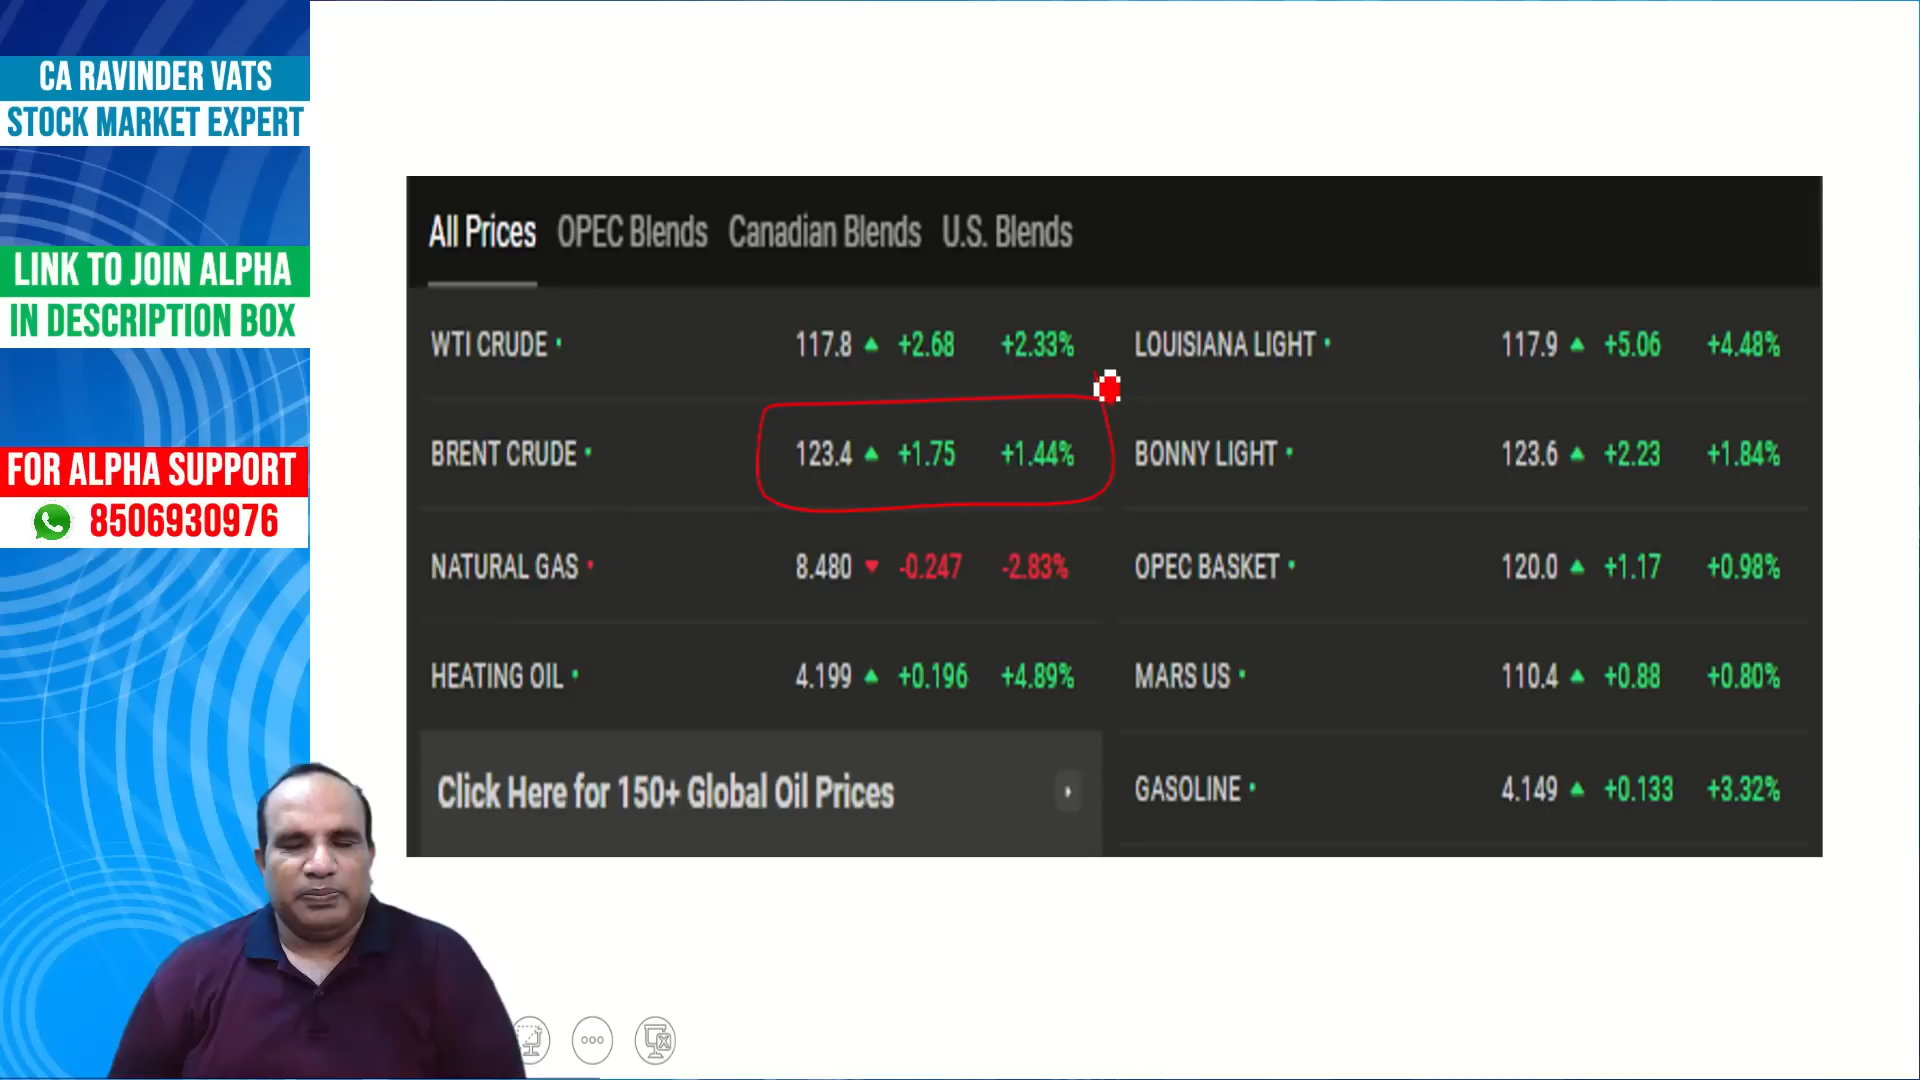 CA RAVINDER VATS
STOCK MARKET EXPERT
LINK TO JOIN ALPHA
IN DESCRIPTION BOX
FOR ALPHA SUPPORT
8506930976
All Prices OPEC Blends Canadian Blends U.S. Blends
WTI CRUDE 117.8 +2.68 +2.33%
BRENT CRUDE 123.4 +1.75 +1.44%
NATURAL GAS 8.480 -0.247 -2.83%
HEATING OIL 4.199 +0.196 +4.89%
Click Here for 150+ Global Oil Prices
LOUISIANA LIGHT 117.9 +5.06 +4.48%
BONNY LIGHT 123.6 +2.23 +1.84%
OPEC BASKET 120.0 +1.17 +0.98%
MARS US 110.4 +0.88 +0.80%
GASOLINE 4.149 +0.133 +3.32%